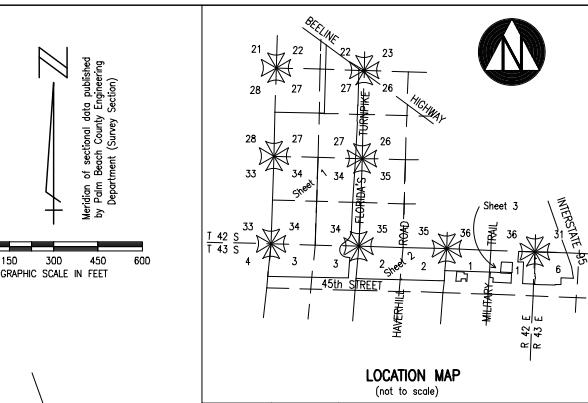 Meridian of sectional data published
by Palm Beach County Engineering
Department (Survey Section)
N
150 300 450 600
GRAPHIC SCALE IN FEET
N
BEELINE
HIGHWAY
21 22 22 23
28 27 27 26
FLORIDA'S TURNPIKE
28 27 27 26
33 34 34 35
Sheet 1
33 34 34 35 35 36 36 31
T 42 S
T 43 S
4 3 3 2 2 1 1 6
Sheet 2
Sheet 3
45th STREET
HAVERHILL ROAD
MILITARY TRAIL
INTERSTATE-95
R 42 E
R 43 E
LOCATION MAP
(not to scale)